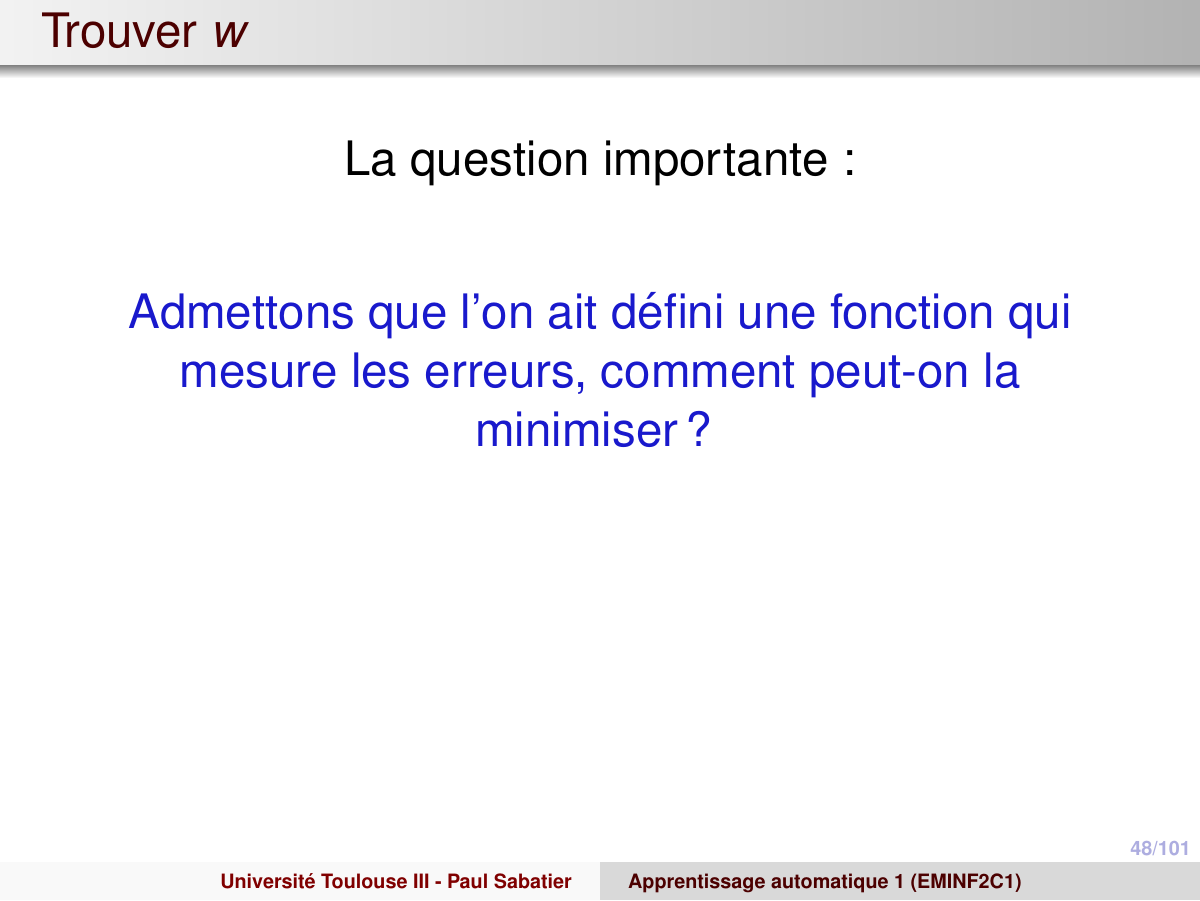 Trouver w
La question importante :
Admettons que l'on ait défini une fonction qui
mesure les erreurs, comment peut-on la
minimiser ?
48/101
Université Toulouse III - Paul Sabatier
Apprentissage automatique 1 (EMINF2C1)